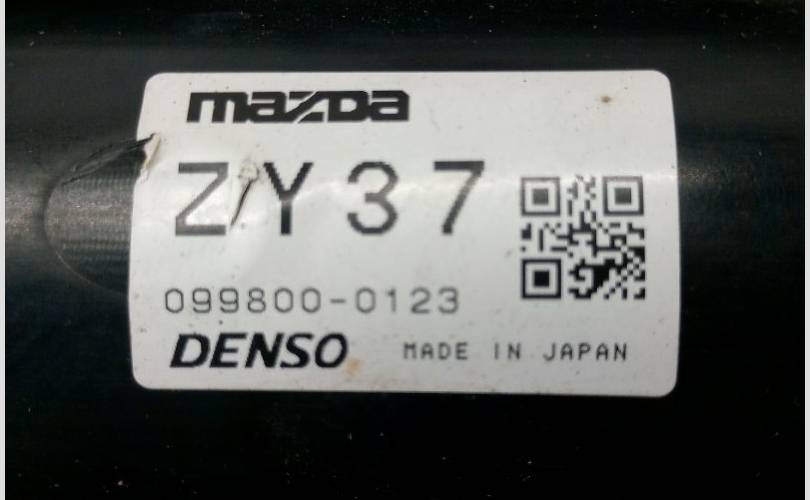 mazda
ZY37
099800-0123
DENSO MADE IN JAPAN